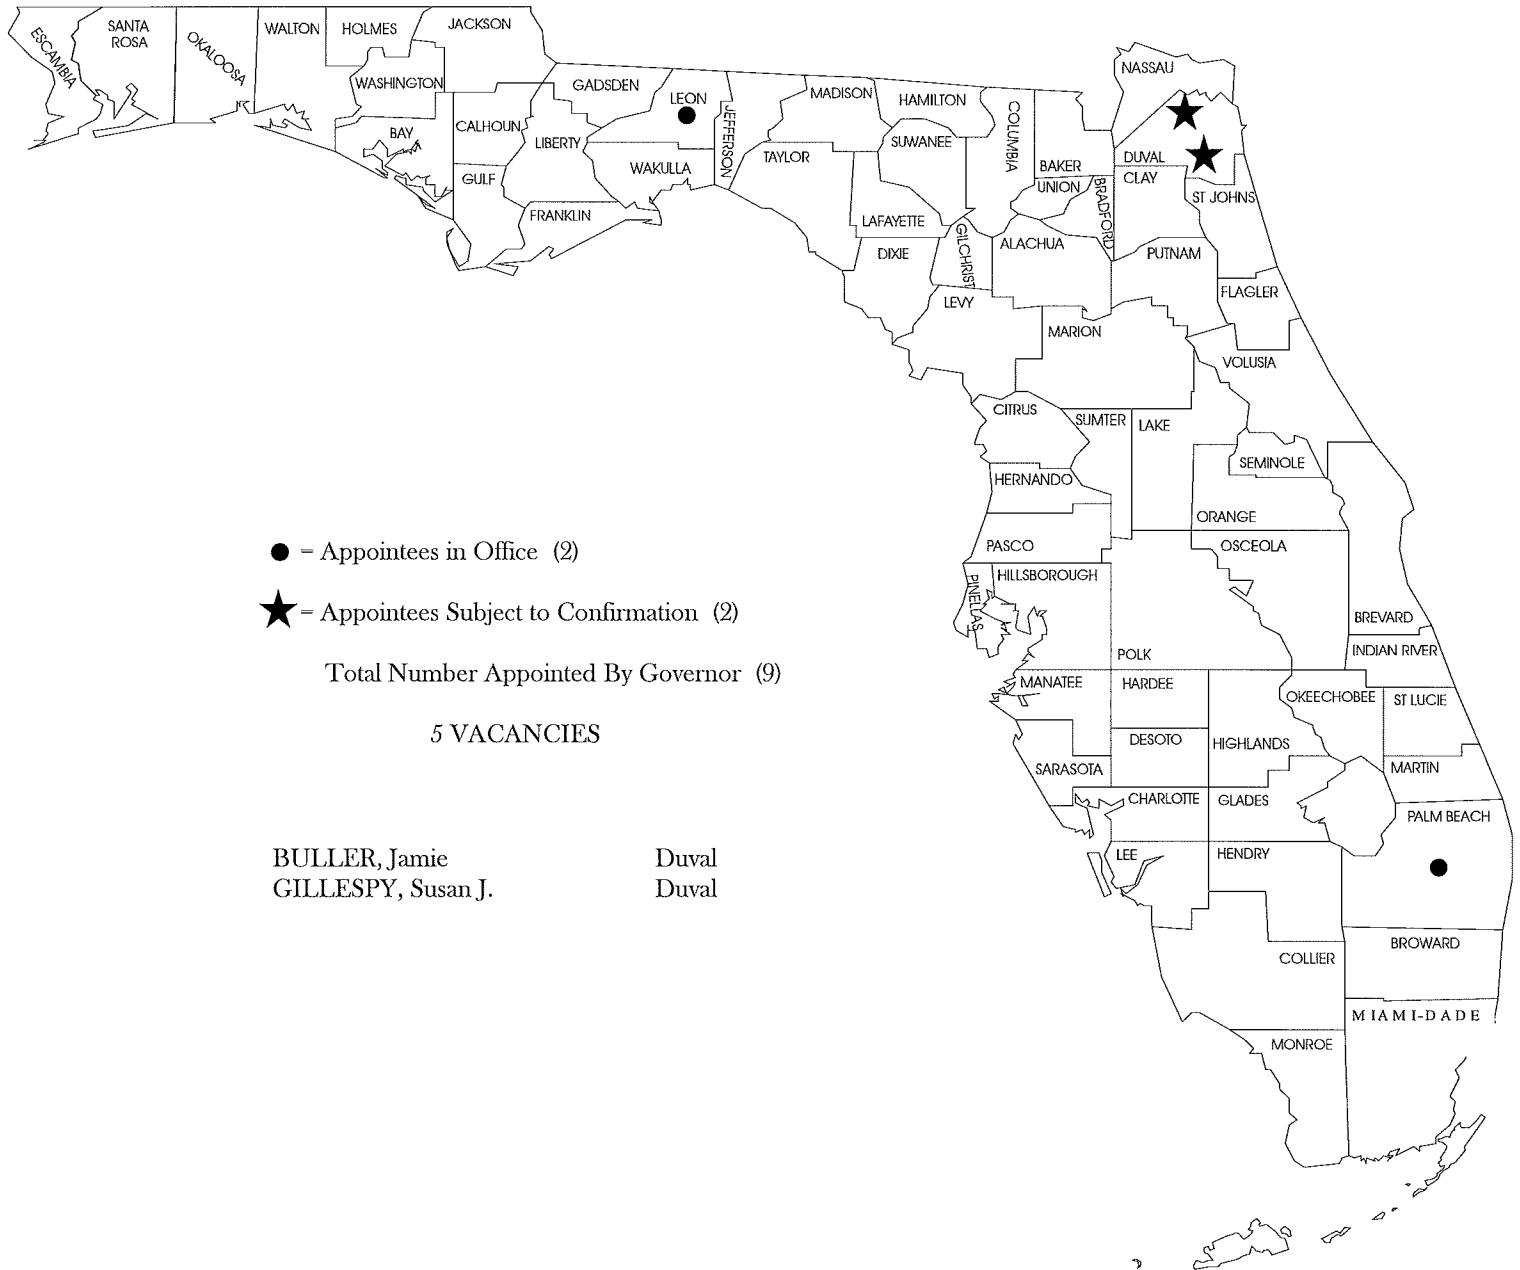 ESCAMBIA
SANTA
ROSA
OKALOOSA
WALTON
HOLMES
JACKSON
WASHINGTON
BAY
CALHOUN
GULF
GADSDEN
LIBERTY
FRANKLIN
LEON
WAKULLA
JEFFERSON
MADISON
TAYLOR
HAMILTON
SUWANEE
LAFAYETTE
DIXIE
COLUMBIA
GILCHRIST
BAKER
UNION
BRADFORD
ALACHUA
LEVY
NASSAU
DUVAL
CLAY
ST JOHNS
PUTNAM
FLAGLER
MARION
VOLUSIA
CITRUS
SUMTER
LAKE
SEMINOLE
HERNANDO
ORANGE
PASCO
OSCEOLA
HILLSBOROUGH
PINELLAS
BREVARD
POLK
INDIAN RIVER
MANATEE
HARDEE
OKEECHOBEE
ST LUCIE
DESOTO
HIGHLANDS
SARASOTA
MARTIN
CHARLOTTE
GLADES
PALM BEACH
LEE
HENDRY
BROWARD
COLLIER
MIAMI-DADE
MONROE
= Appointees in Office (2)
= Appointees Subject to Confirmation (2)
Total Number Appointed By Governor (9)
5 VACANCIES
BULLER, Jamie Duval
GILLESPY, Susan J. Duval